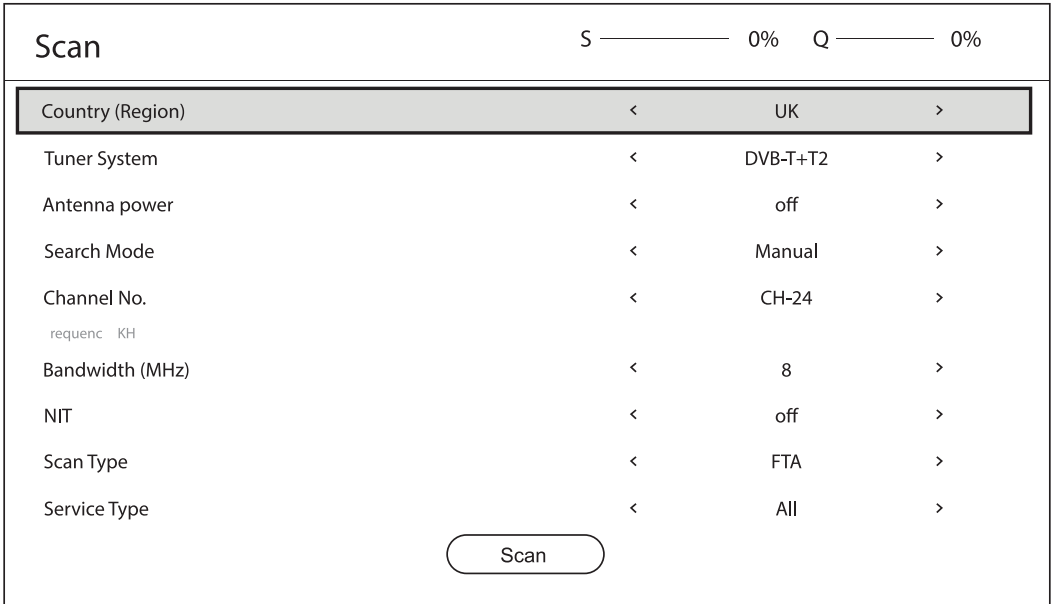 Scan S 0% Q 0%
Country (Region) < UK >
Tuner System < DVB-T+T2 >
Antenna power < off >
Search Mode < Manual >
Channel No. < CH-24 >
requenc KH
Bandwidth (MHz) < 8 >
NIT < off >
Scan Type < FTA >
Service Type < All >
Scan